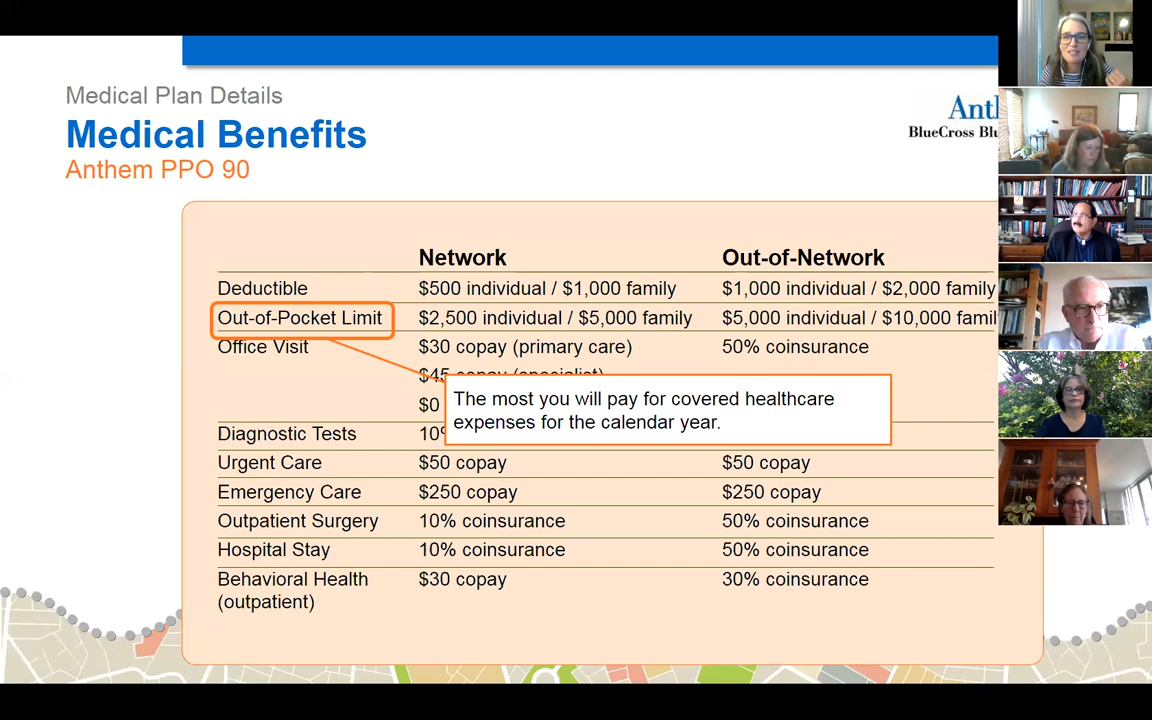 Medical Plan Details
Medical Benefits
Anthem PPO 90
BlueCross
Network Out-of-Network
Deductible $500 individual / $1,000 family $1,000 individual / $2,000 family
Out-of-Pocket Limit $2,500 individual / $5,000 family $5,000 individual / $10,000
Office Visit $30 copay (primary care) 50% coinsurance
$45 copay (specialist)
$0
The most you will pay for covered healthcare
expenses for the calendar year.
Diagnostic Tests 10%
Urgent Care $50 copay $50 copay
Emergency Care $250 copay $250 copay
Outpatient Surgery 10% coinsurance 50% coinsurance
Hospital Stay 10% coinsurance 50% coinsurance
Behavioral Health $30 copay 30% coinsurance
(outpatient)